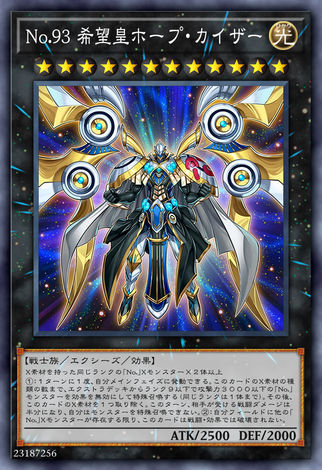 No.93 希望皇ホープ・カイザー
光
【戦士族／エクシーズ／効果】
X素材を持った同じランクの「No.」Xモンスター×2体以上
①：1ターンに1度、自分メインフェイズに発動できる。このカードのX素材の種
類の数まで、エクストラデッキからランク9以下で攻撃力3000以下の「No.」
モンスターを効果を無効にして特殊召喚する(同じランクは1体まで)。その後、
このカードのX素材を1つ取り除く。このターン、相手が受ける戦闘ダメージは
半分になり、自分はモンスターを特殊召喚できない。②：自分フィールドに他の「
No.」Xモンスターが存在する限り、このカードは戦闘・効果では破壊されない。
ATK/2500 DEF/2000
23187256